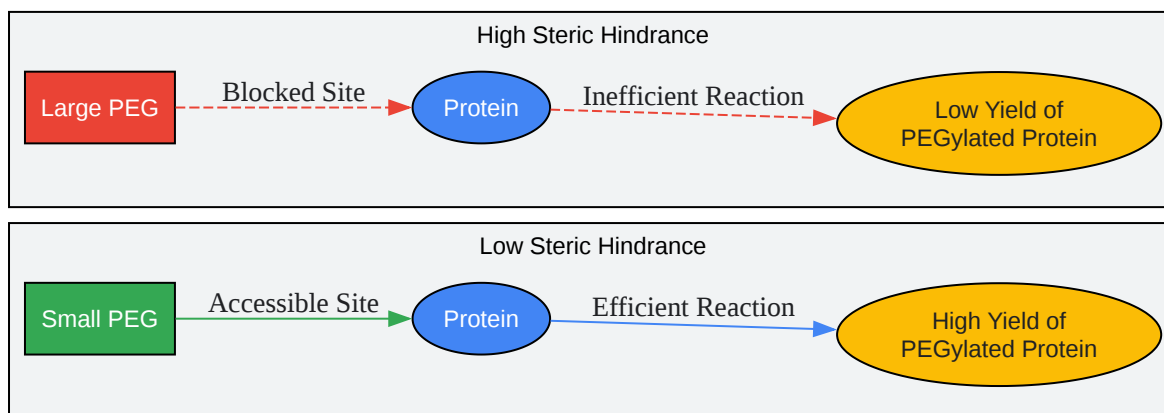 High Steric Hindrance
Large PEG
Blocked Site
Protein
Inefficient Reaction
Low Yield of
PEGylated Protein
Low Steric Hindrance
Small PEG
Accessible Site
Protein
Efficient Reaction
High Yield of
PEGylated Protein